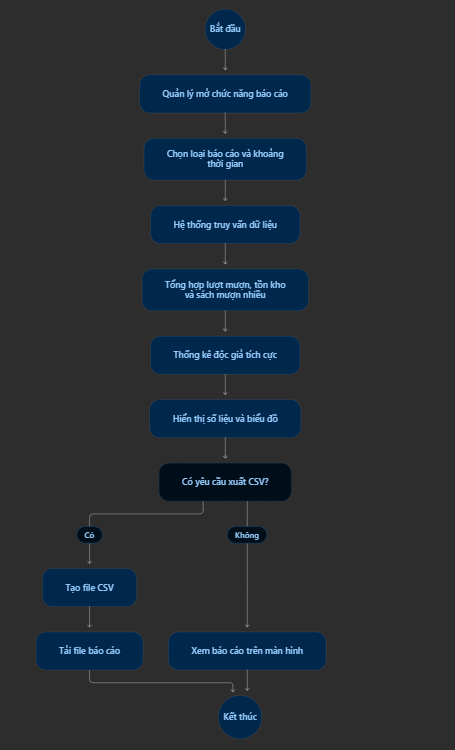 Bắt đầu
Quản lý mở chức năng báo cáo
Chọn loại báo cáo và khoảng
thời gian
Hệ thống truy vấn dữ liệu
Tổng hợp lượt mượn, tồn kho
và sách mượn nhiều
Thống kê độc giả tích cực
Hiển thị số liệu và biểu đồ
Có yêu cầu xuất CSV?
Có
Không
Tạo file CSV
Tải file báo cáo
Xem báo cáo trên màn hình
Kết thúc